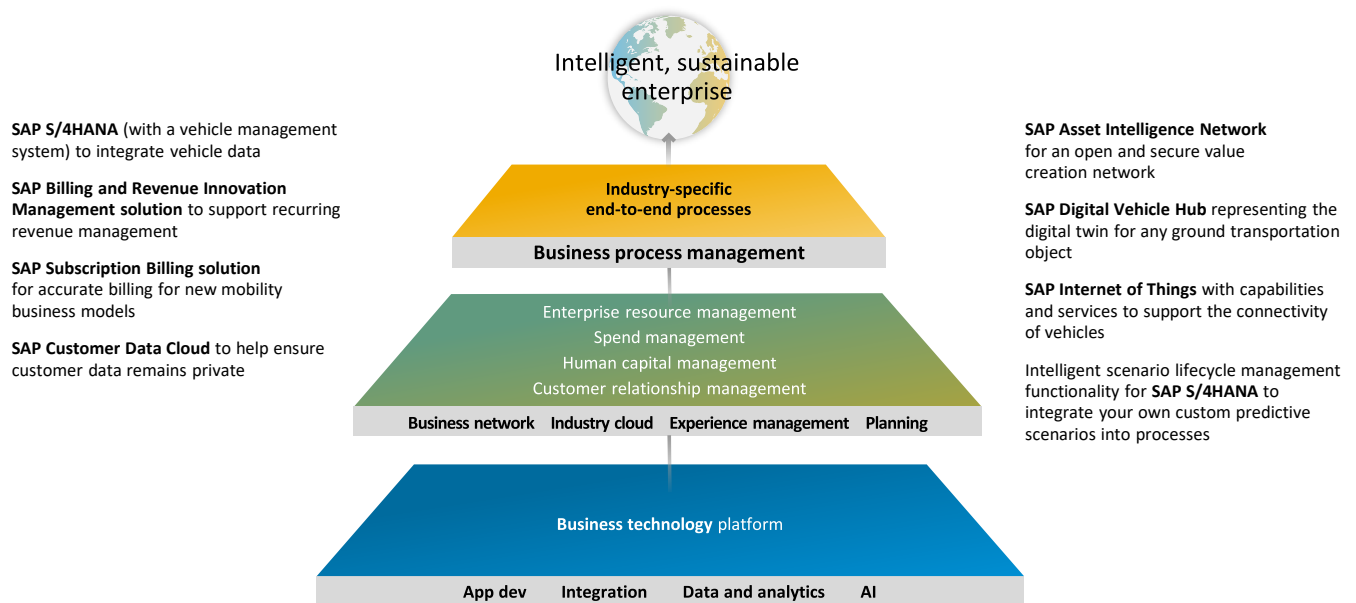 Intelligent, sustainable
enterprise
SAP S/4HANA (with a vehicle management
system) to integrate vehicle data
SAP Billing and Revenue Innovation
Management solution to support recurring
revenue management
SAP Subscription Billing solution
for accurate billing for new mobility
business models
SAP Customer Data Cloud to help ensure
customer data remains private
Industry-specific
end-to-end processes
Business process management
Enterprise resource management
Spend management
Human capital management
Customer relationship management
Business network Industry cloud Experience management Planning
Business technology platform
App dev Integration Data and analytics AI
SAP Asset Intelligence Network
for an open and secure value
creation network
SAP Digital Vehicle Hub representing the
digital twin for any ground transportation
object
SAP Internet of Things with capabilities
and services to support the connectivity
of vehicles
Intelligent scenario lifecycle management
functionality for SAP S/4HANA to
integrate your own custom predictive
scenarios into processes